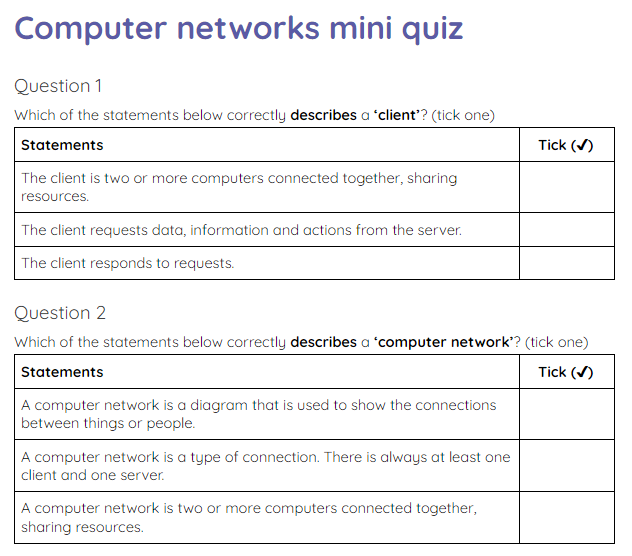 Computer networks mini quiz
Question 1
Which of the statements below correctly describes a ‘client’? (tick one)
Statements Tick (✓)
The client is two or more computers connected together, sharing
resources.
The client requests data, information and actions from the server.
The client responds to requests.
Question 2
Which of the statements below correctly describes a ‘computer network’? (tick one)
Statements Tick (✓)
A computer network is a diagram that is used to show the connections
between things or people.
A computer network is a type of connection. There is always at least one
client and one server.
A computer network is two or more computers connected together,
sharing resources.